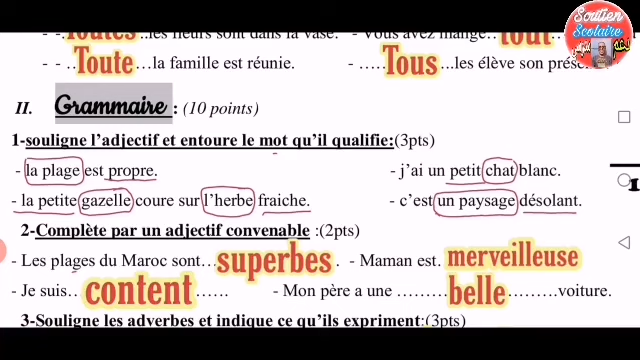 Soutien
Scolaire
- - ..Toutes...les fleurs sont dans la vase. - Vous avez mangé tout
- - ..Toute...la famille est réunie. - .....Tous...les élève son présen
II. Grammaire : (10 points)
1-souligne l'adjectif et entoure le mot qu'il qualifie:(3pts)
- la plage est propre. - j'ai un petit chat blanc.
- la petite gazelle coure sur l'herbe fraiche. - c'est un paysage désolant.
2-Complète par un adjectif convenable :(2pts)
- Les plages du Maroc sont...superbes. - Maman est merveilleuse
- Je suis...content...... - Mon père a une .........belle.........voiture.
3-Souligne les adverbes et indique ce qu'ils expriment:(3pts)